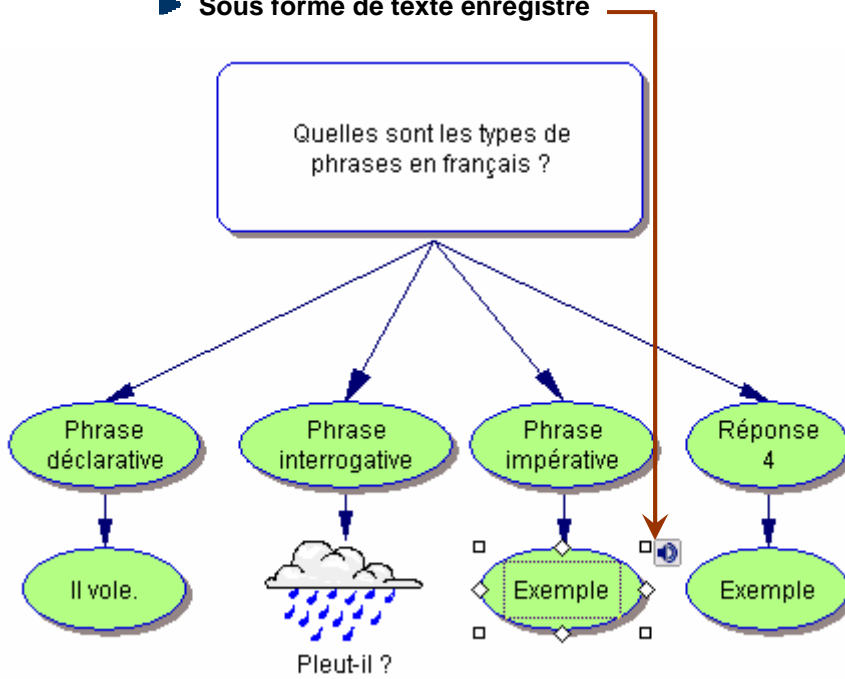 Sous forme de texte enregistré
Quelles sont les types de
phrases en français ?
Phrase
déclarative
Phrase
interrogative
Phrase
impérative
Réponse
4
Il vole.
Pleut-il ?
Exemple
Exemple